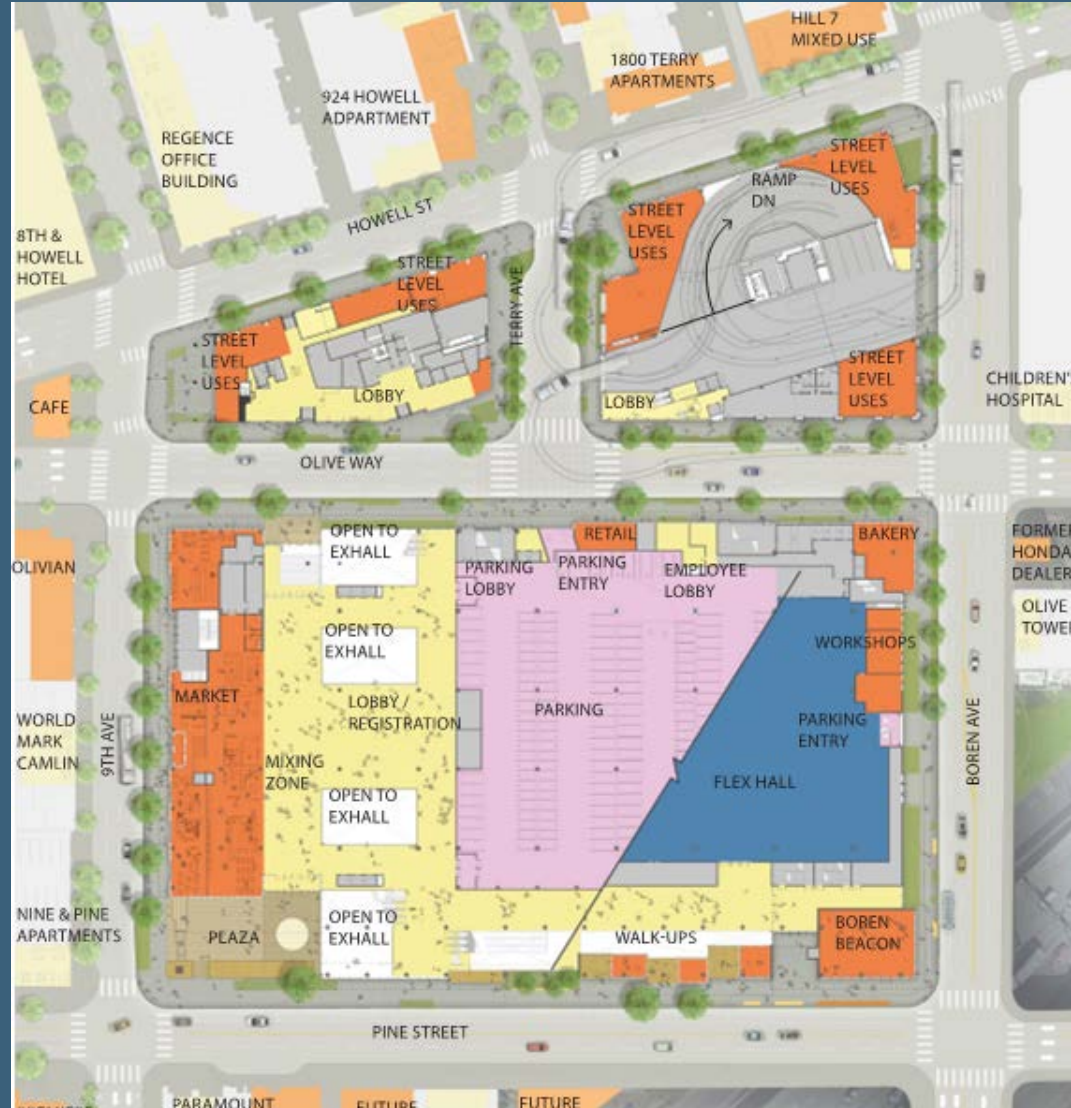 HILL 7
MIXED USE
1800 TERRY
APARTMENTS
924 HOWELL
ADPARTMENT
REGENCE
OFFICE
BUILDING
8TH &
HOWELL
HOTEL
HOWELL ST
STREET
LEVEL
USES
RAMP
DN
STREET
LEVEL
USES
STREET
LEVEL
USES
TERRY AVE
STREET
LEVEL
USES
LOBBY
CAFE
LOBBY
STREET
LEVEL
USES
CHILDREN'S
HOSPITAL
OLIVE WAY
OPEN TO
EXHALL
RETAIL
BAKERY
PARKING
LOBBY
PARKING
ENTRY
EMPLOYEE
LOBBY
FORMER
HONDA
DEALER
OLIVIAN
OLIVE
TOWER
OPEN TO
EXHALL
WORKSHOPS
MARKET
LOBBY /
REGISTRATION
PARKING
PARKING
ENTRY
WORLD
MARK
CAMLIN
9TH AVE
MIXING
ZONE
FLEX HALL
BOREN AVE
OPEN TO
EXHALL
NINE & PINE
APARTMENTS
PLAZA
OPEN TO
EXHALL
WALK-UPS
BOREN
BEACON
PINE STREET
PARAMOUNT
FUTURE
FUTURE